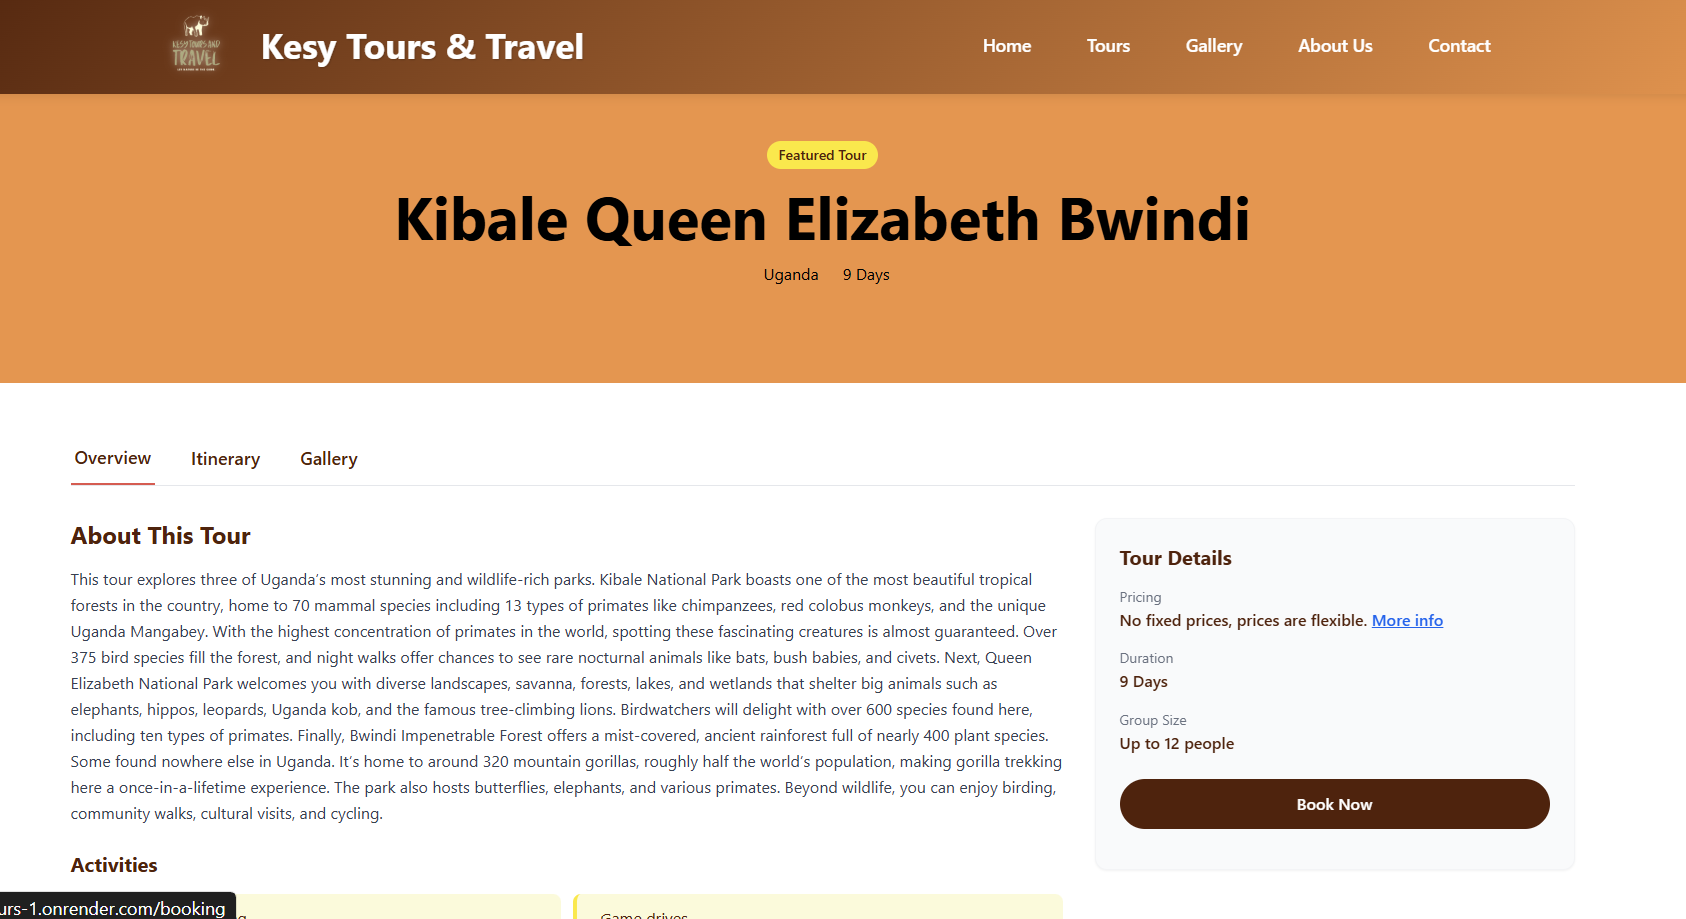 KESY TOURS AND
TRAVEL
Kesy Tours & Travel
Home
Tours
Gallery
About Us
Contact
Featured Tour
Kibale Queen Elizabeth Bwindi
Uganda 9 Days
Overview
Itinerary
Gallery
About This Tour
This tour explores three of Uganda’s most stunning and wildlife-rich parks. Kibale National Park boasts one of the most beautiful tropical
forests in the country, home to 70 mammal species including 13 types of primates like chimpanzees, red colobus monkeys, and the unique
Uganda Mangabey. With the highest concentration of primates in the world, spotting these fascinating creatures is almost guaranteed. Over
375 bird species fill the forest, and night walks offer chances to see rare nocturnal animals like bats, bush babies, and civets. Next, Queen
Elizabeth National Park welcomes you with diverse landscapes, savanna, forests, lakes, and wetlands that shelter big animals such as
elephants, hippos, leopards, Uganda kob, and the famous tree-climbing lions. Birdwatchers will delight with over 600 species found here,
including ten types of primates. Finally, Bwindi Impenetrable Forest offers a mist-covered, ancient rainforest full of nearly 400 plant species.
Some found nowhere else in Uganda. It’s home to around 320 mountain gorillas, roughly half the world’s population, making gorilla trekking
here a once-in-a-lifetime experience. The park also hosts butterflies, elephants, and various primates. Beyond wildlife, you can enjoy birding,
community walks, cultural visits, and cycling.
Activities
Game drives
Tour Details
Pricing
No fixed prices, prices are flexible. More info
Duration
9 Days
Group Size
Up to 12 people
Book Now
urs-1.onrender.com/booking